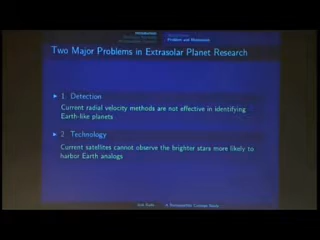 Problem and Motivation
Two Major Problems in Extrasolar Planet Research
1. Detection
Current radial velocity methods are not effective in identifying
Earth-like planets
2. Technology
Current satellites cannot observe the brighter stars more likely to
harbor Earth analogs